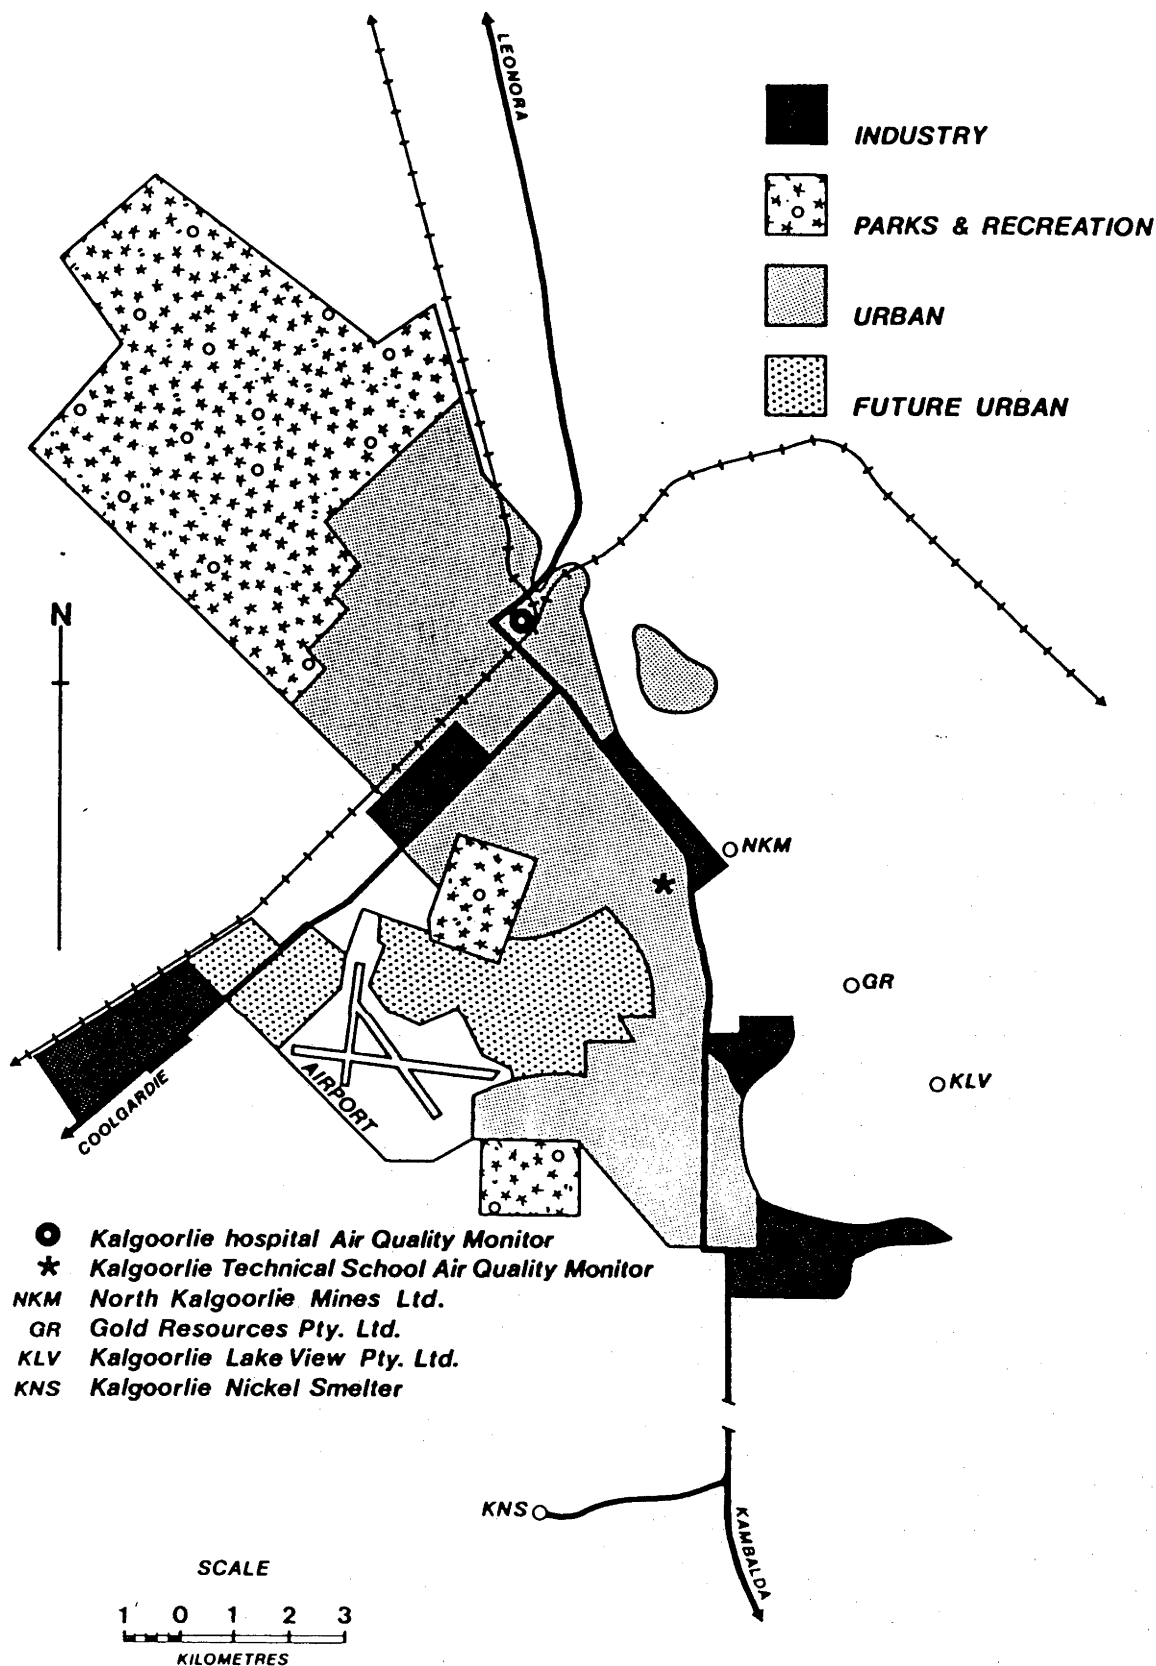 LEONORA
INDUSTRY
PARKS & RECREATION
URBAN
FUTURE URBAN
N
NKM
GR
KLV
AIRPORT
COOLGARDIE
Kalgoorlie hospital Air Quality Monitor
Kalgoorlie Technical School Air Quality Monitor
NKM North Kalgoorlie Mines Ltd.
GR Gold Resources Pty. Ltd.
KLV Kalgoorlie Lake View Pty. Ltd.
KNS Kalgoorlie Nickel Smelter
KNS
KAMBALDA
SCALE
1 0 1 2 3
KILOMETRES